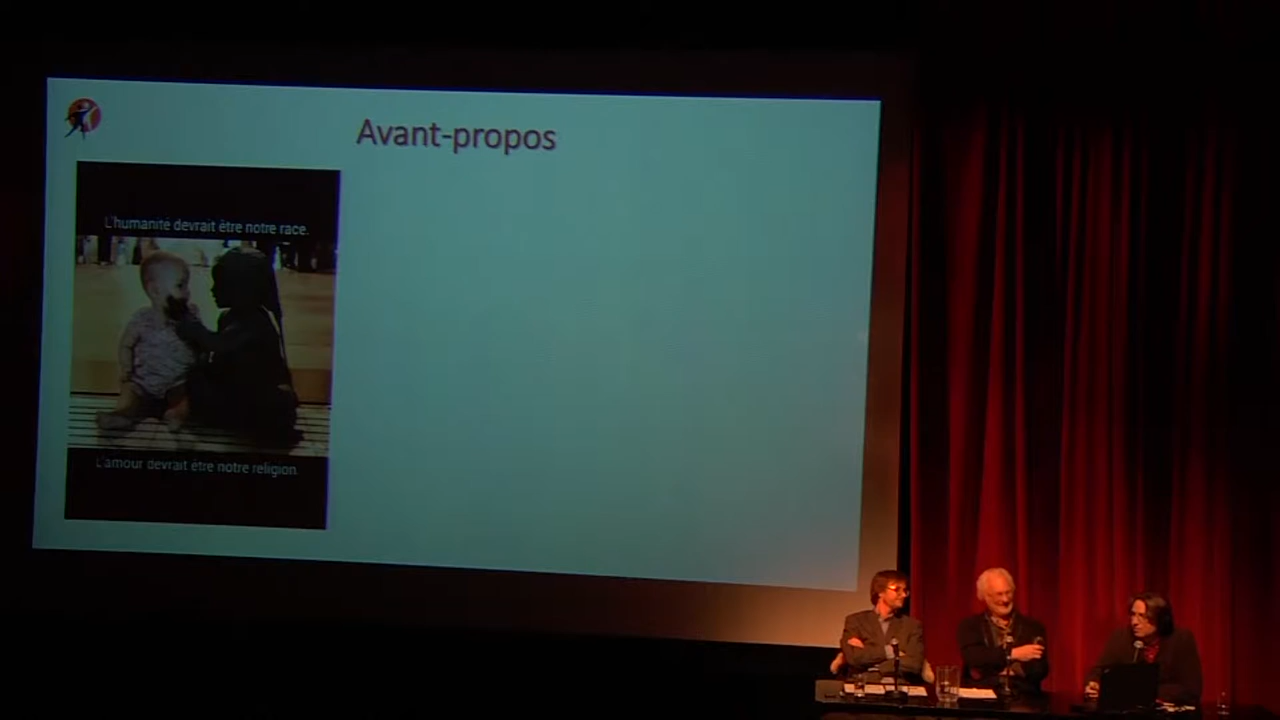 Avant-propos
L'humanité devrait être notre race.
L'amour devrait être notre religion.